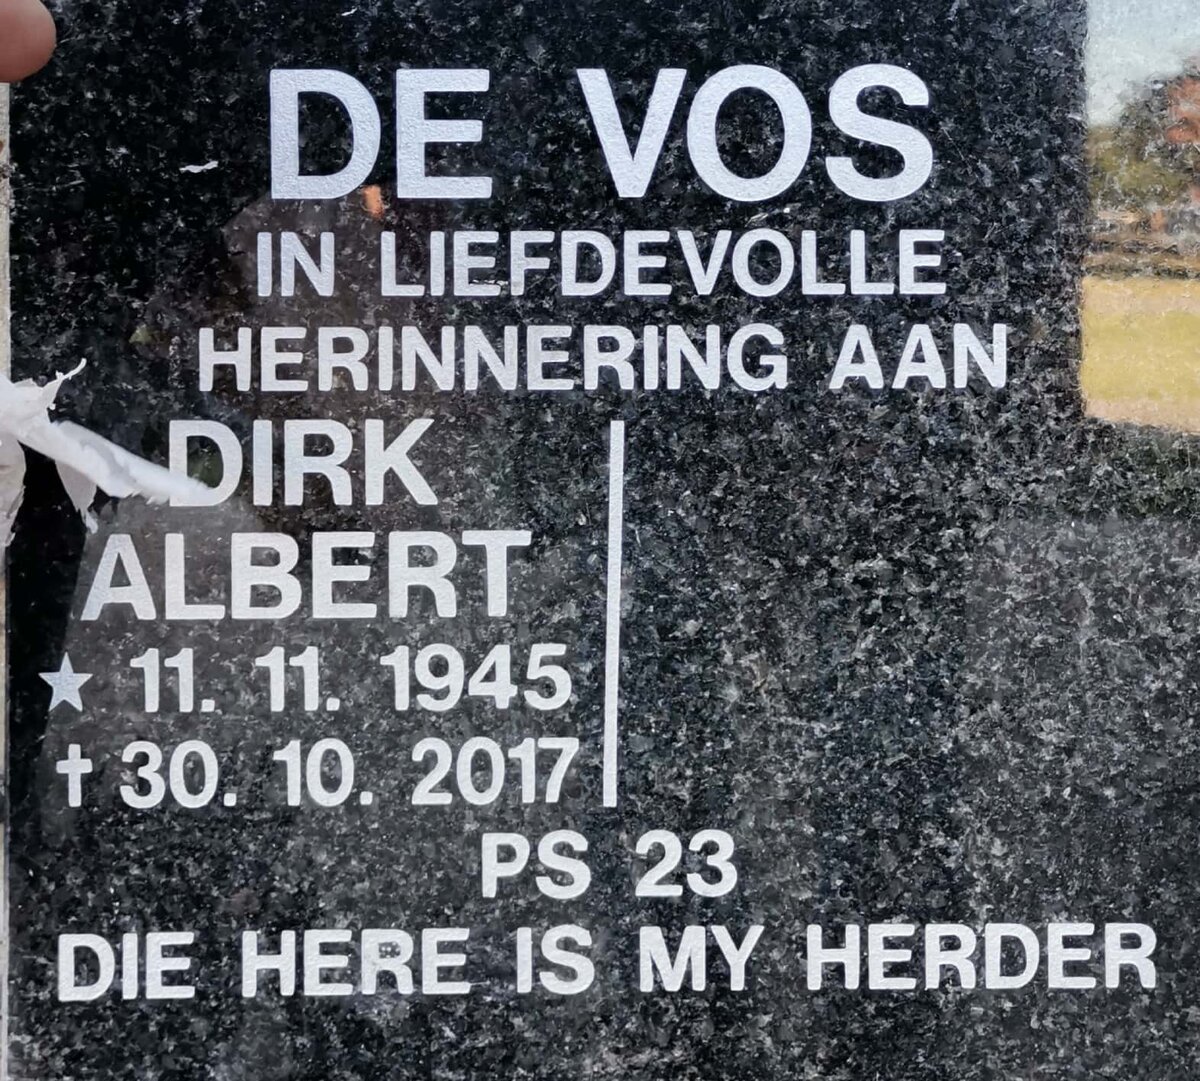 DE VOS
IN LIEFDEVOLLE
HERINNERING AAN
DIRK
ALBERT
★ 11. 11. 1945
† 30. 10. 2017
PS 23
DIE HERE IS MY HERDER